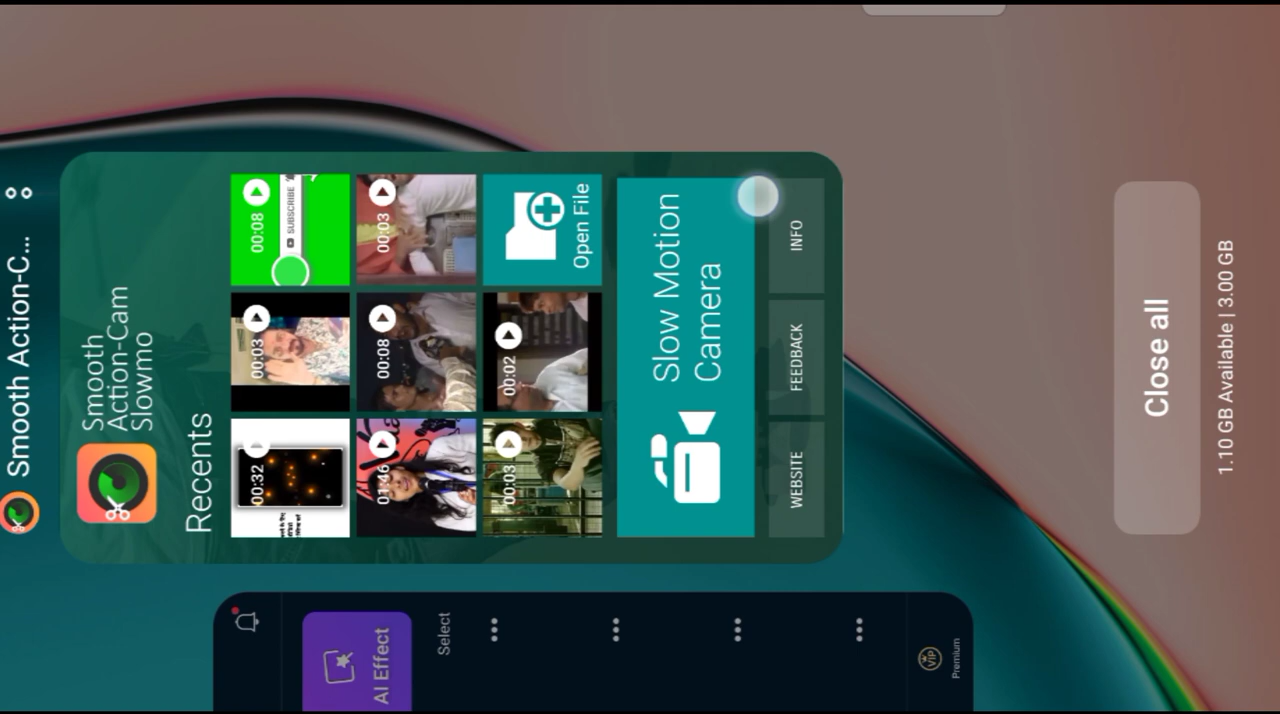 Smooth Action-C...
Smooth
Action-Cam
Slowmo
Recents
00:32
00:03
00:08
SUBSCRIBE
01:46
00:08
00:03
00:03
00:02
Open File
Slow Motion
Camera
WEBSITE
FEEDBACK
INFO
AI Effect
Select
VIP
Premium
Close all
1.10 GB Available | 3.00 GB